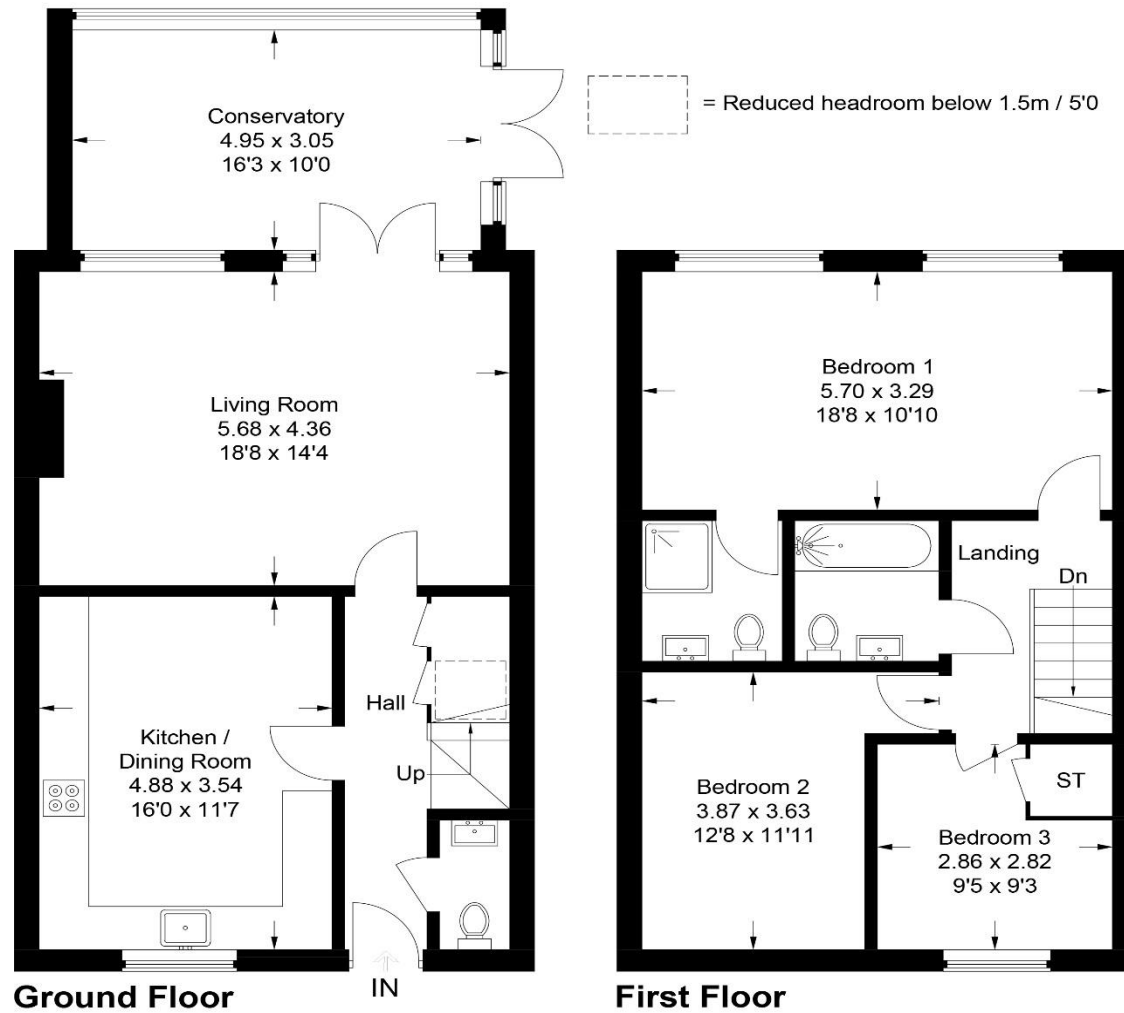 Conservatory
4.95 x 3.05
16'3 x 10'0
= Reduced headroom below 1.5m / 5'0
Living Room
5.68 x 4.36
18'8 x 14'4
Hall
Kitchen /
Dining Room
4.88 x 3.54
16'0 x 11'7
Up
IN
Ground Floor
Bedroom 1
5.70 x 3.29
18'8 x 10'10
Landing
Dn
Bedroom 2
3.87 x 3.63
12'8 x 11'11
ST
Bedroom 3
2.86 x 2.82
9'5 x 9'3
First Floor